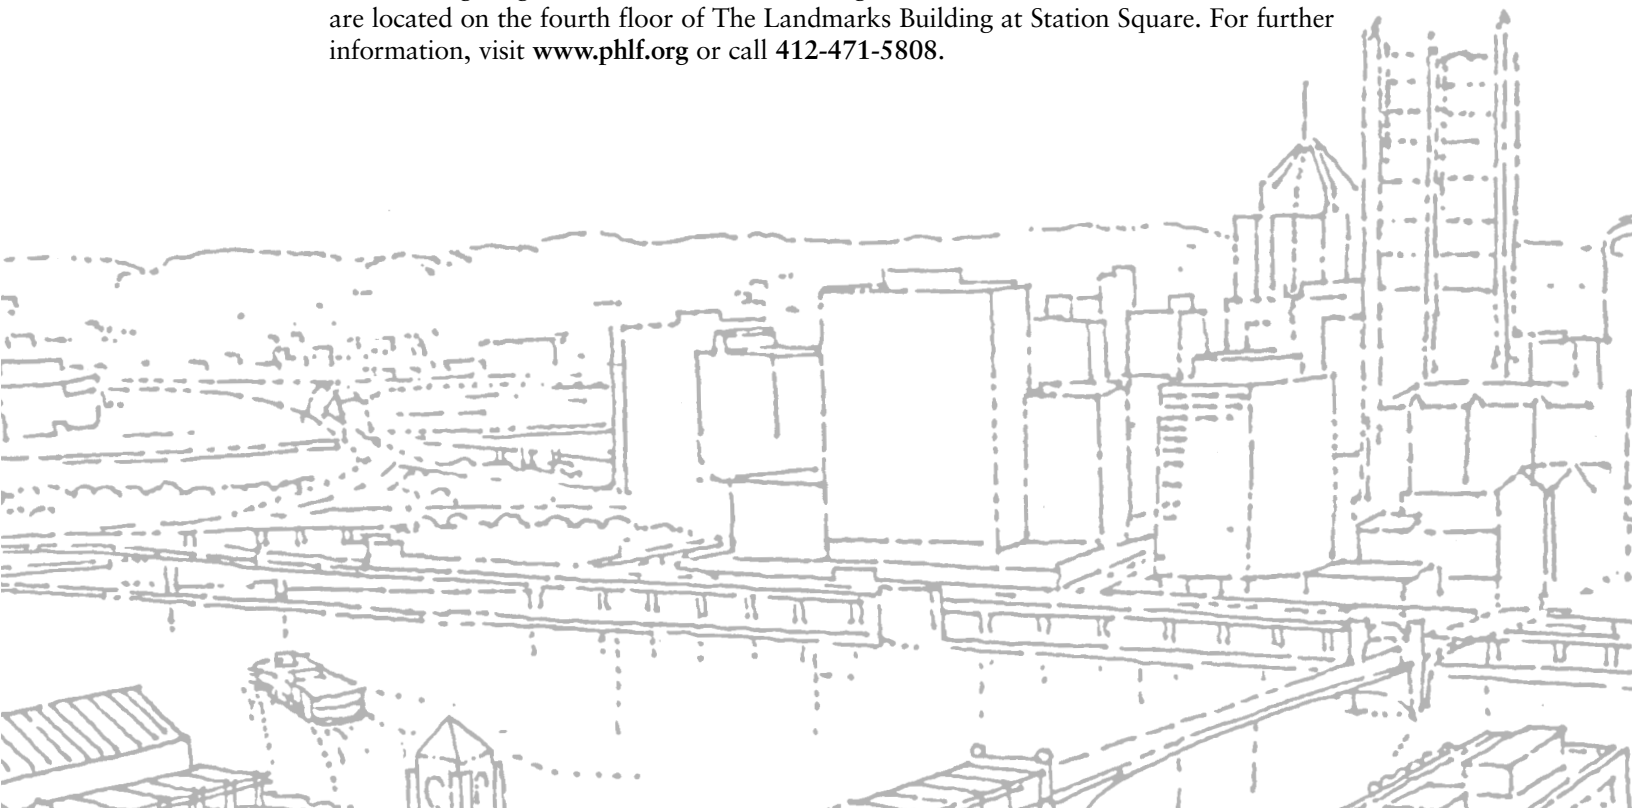 are located on the fourth floor of The Landmarks Building at Station Square. For further
information, visit www.phlf.org or call 412-471-5808.